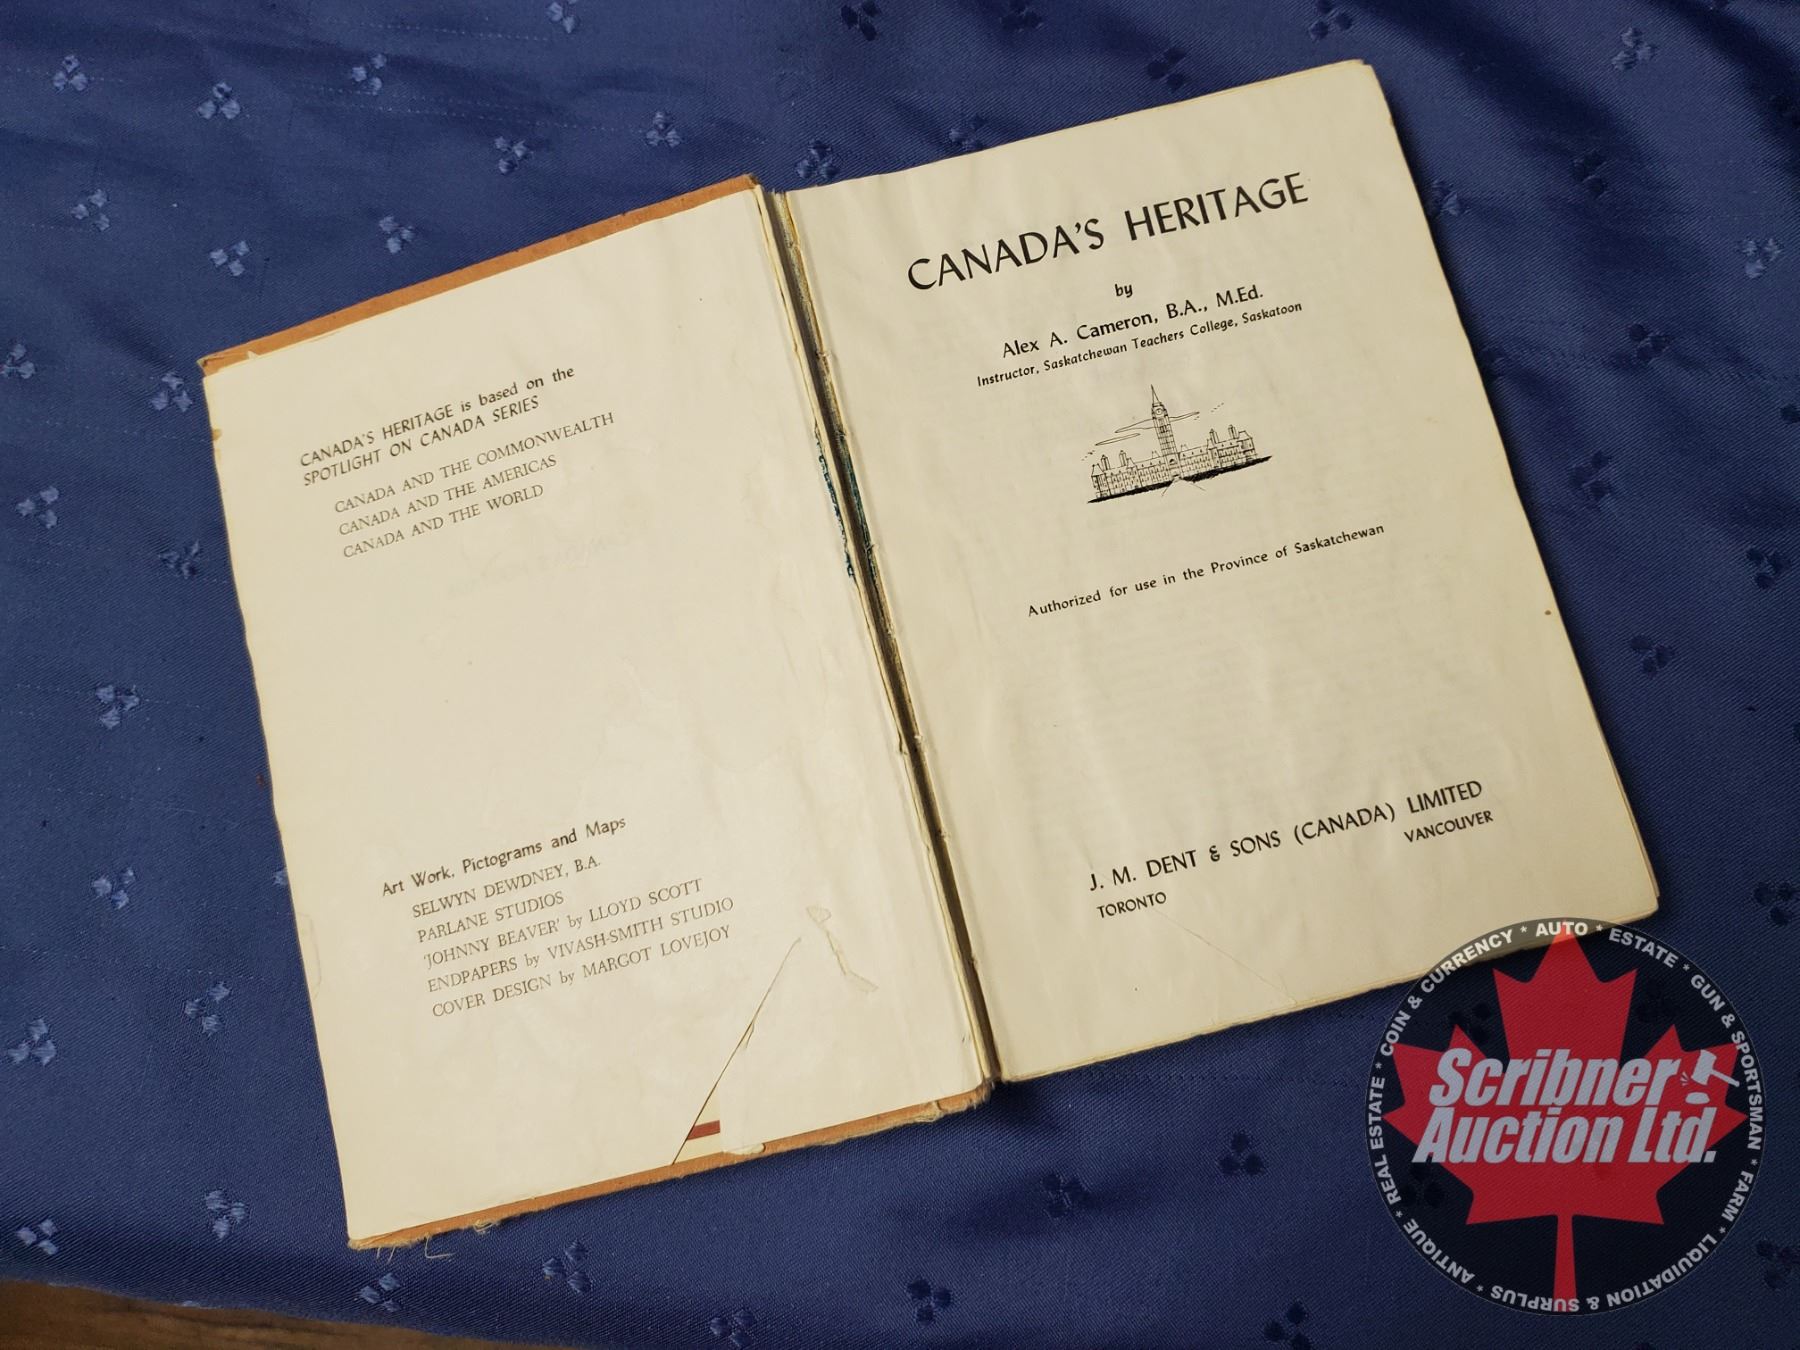 CANADA'S HERITAGE is based on the
SPOTLIGHT ON CANADA SERIES
CANADA AND THE COMMONWEALTH
CANADA AND THE AMERICAS
CANADA AND THE WORLD
Art Work, Pictograms and Maps
SELWYN DEWDNEY, B.A.
PARLANE STUDIOS
'JOHNNY BEAVER' by LLOYD SCOTT
ENDPAPERS by VIVASH-SMITH STUDIO
COVER DESIGN by MARGOT LOVEJOY
CANADA'S HERITAGE
by
Alex A. Cameron, B.A., M.Ed.
Instructor, Saskatchewan Teachers College, Saskatoon
Authorized for use in the Province of Saskatchewan
J. M. DENT & SONS (CANADA) LIMITED
TORONTO VANCOUVER
Scribner
Auction Ltd.
* COIN & CURRENCY * AUTO * ESTATE * GUN & SPORTSMAN * FARM * LIQUIDATION & SURPLUS * ANTIQUE * REAL ESTATE